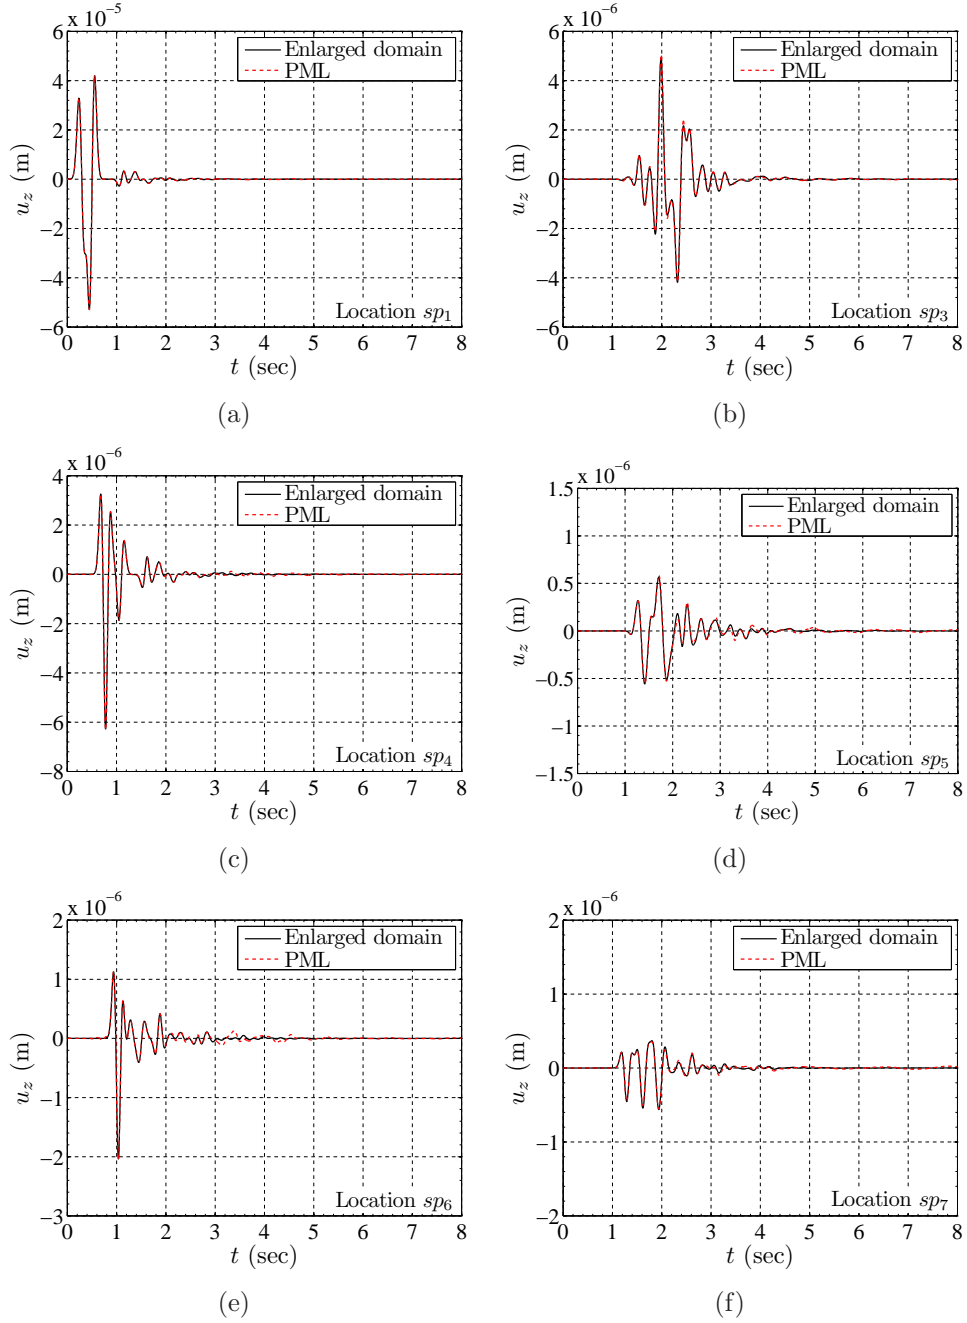 x 10⁻⁵
6
4
2
0
−2
−4
−6
0 1 2 3 4 5 6 7 8
u_z (m)
t (sec)
Enlarged domain
PML
Location sp₁
(a)
x 10⁻⁶
6
4
2
0
−2
−4
−6
0 1 2 3 4 5 6 7 8
u_z (m)
t (sec)
Enlarged domain
PML
Location sp₃
(b)
x 10⁻⁶
4
2
0
−2
−4
−6
−8
0 1 2 3 4 5 6 7 8
u_z (m)
t (sec)
Enlarged domain
PML
Location sp₄
(c)
x 10⁻⁶
1.5
1
0.5
0
−0.5
−1
−1.5
0 1 2 3 4 5 6 7 8
u_z (m)
t (sec)
Enlarged domain
PML
Location sp₅
(d)
x 10⁻⁶
2
1
0
−1
−2
−3
0 1 2 3 4 5 6 7 8
u_z (m)
t (sec)
Enlarged domain
PML
Location sp₆
(e)
x 10⁻⁶
2
1
0
−1
−2
0 1 2 3 4 5 6 7 8
u_z (m)
t (sec)
Enlarged domain
PML
Location sp₇
(f)